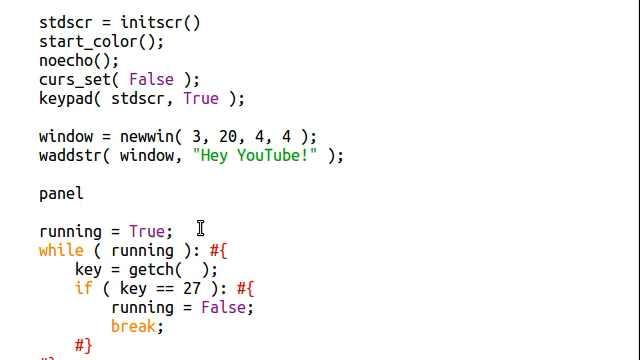 stdscr = initscr()
start_color();
noecho();
curs_set( False );
keypad( stdscr, True );
window = newwin( 3, 20, 4, 4 );
waddstr( window, "Hey YouTube!" );
panel
running = True;
while ( running ): #{
key = getch(  );
if ( key == 27 ): #{
running = False;
break;
#}
#}